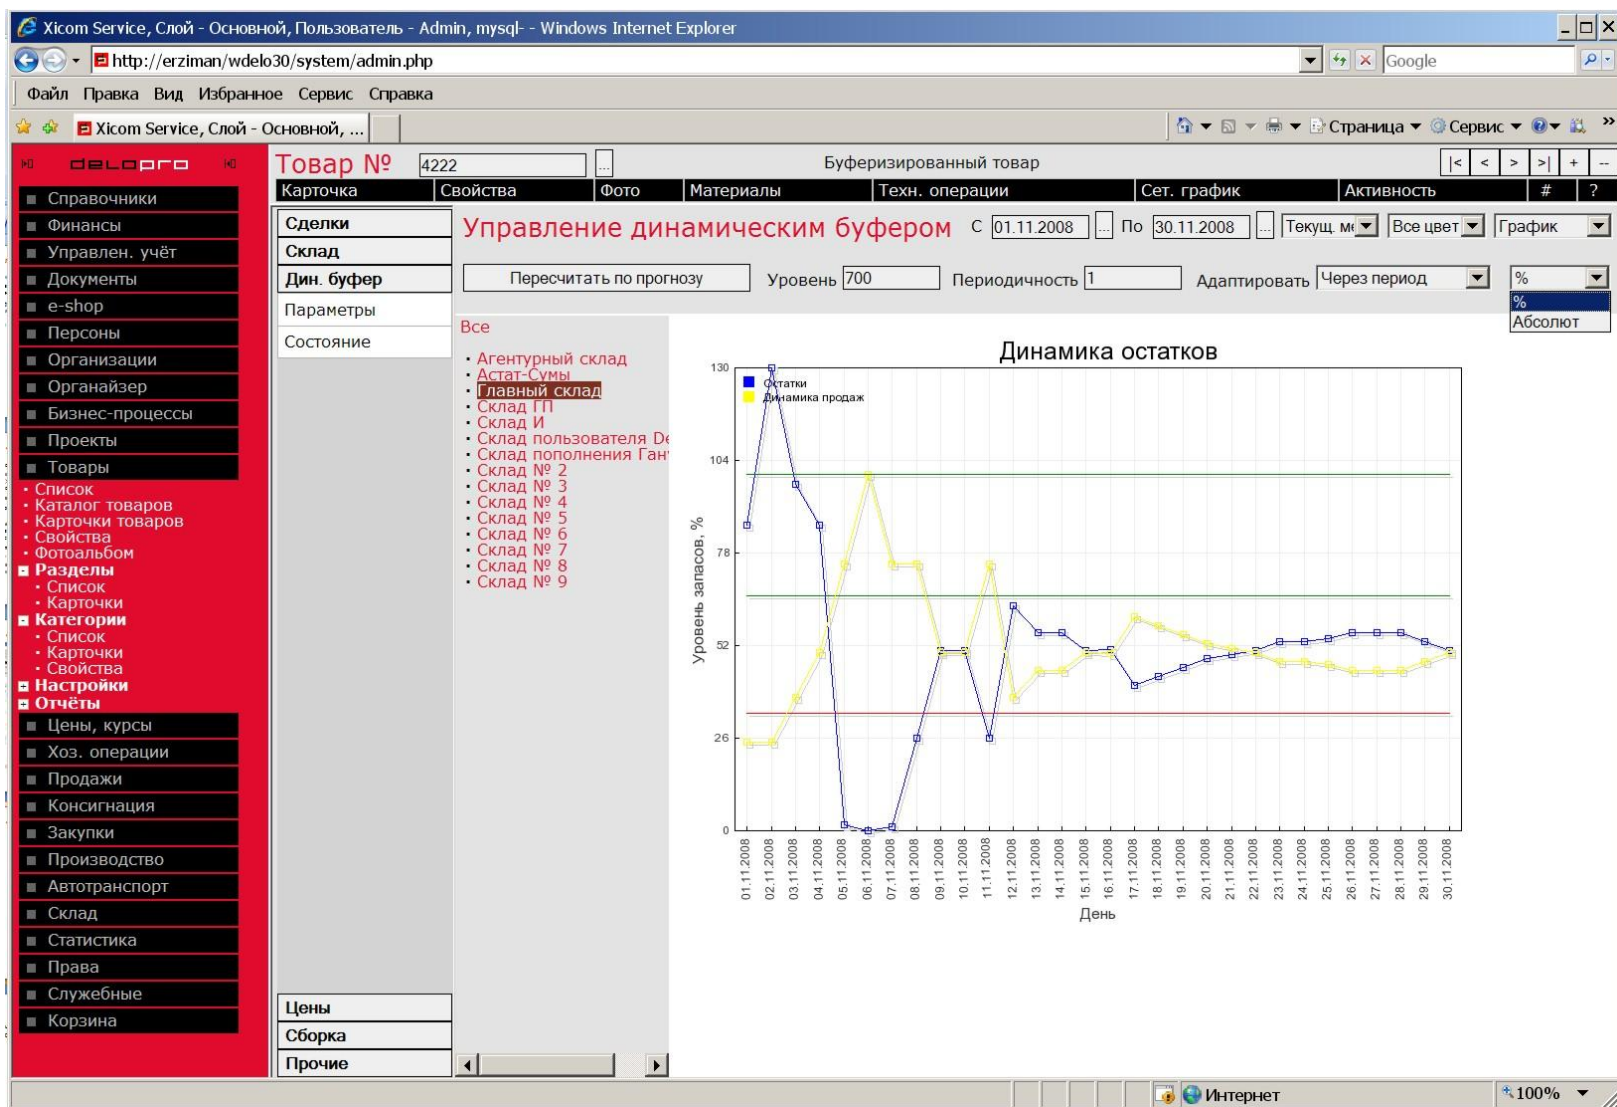 Xicom Service, Слой - Основной, Пользователь - Admin, mysql- - Windows Internet Explorer
http://erziman/wdelo30/system/admin.php
Google
Файл Правка Вид Избранное Сервис Справка
Xicom Service, Слой - Основной, ...
Страница Сервис »
delopro
Товар № 4222 ... Буферизированный товар |< < > >| + --
Карточка Свойства Фото Материалы Техн. операции Сет. график Активность # ?
Справочники
Финансы
Управлен. учёт
Документы
e-shop
Персоны
Организации
Органайзер
Бизнес-процессы
Проекты
Товары
Список
Каталог товаров
Карточки товаров
Свойства
Фотоальбом
Разделы
Список
Карточки
Категории
Список
Карточки
Свойства
Настройки
Отчёты
Цены, курсы
Хоз. операции
Продажи
Консигнация
Закупки
Производство
Автотранспорт
Склад
Статистика
Права
Служебные
Корзина
Сделки
Склад
Дин. буфер
Параметры
Состояние
Цены
Сборка
Прочие
Управление динамическим буфером С 01.11.2008 ... По 30.11.2008 ... Текущ. ме Все цвет График
Пересчитать по прогнозу Уровень 700 Периодичность 1 Адаптировать Через период %
%
Абсолют
Все
Агентурный склад
Астат-Сумы
Главный склад
Склад ГП
Склад И
Склад пользователя De
Склад пополнения Ган
Склад № 2
Склад № 3
Склад № 4
Склад № 5
Склад № 6
Склад № 7
Склад № 8
Склад № 9
Динамика остатков
Остатки
Динамика продаж
Уровень запасов, %
130
104
78
52
26
0
01.11.2008
02.11.2008
03.11.2008
04.11.2008
05.11.2008
06.11.2008
07.11.2008
08.11.2008
09.11.2008
10.11.2008
11.11.2008
12.11.2008
13.11.2008
14.11.2008
15.11.2008
16.11.2008
17.11.2008
18.11.2008
19.11.2008
20.11.2008
21.11.2008
22.11.2008
23.11.2008
24.11.2008
25.11.2008
26.11.2008
27.11.2008
28.11.2008
29.11.2008
30.11.2008
День
Интернет 100%